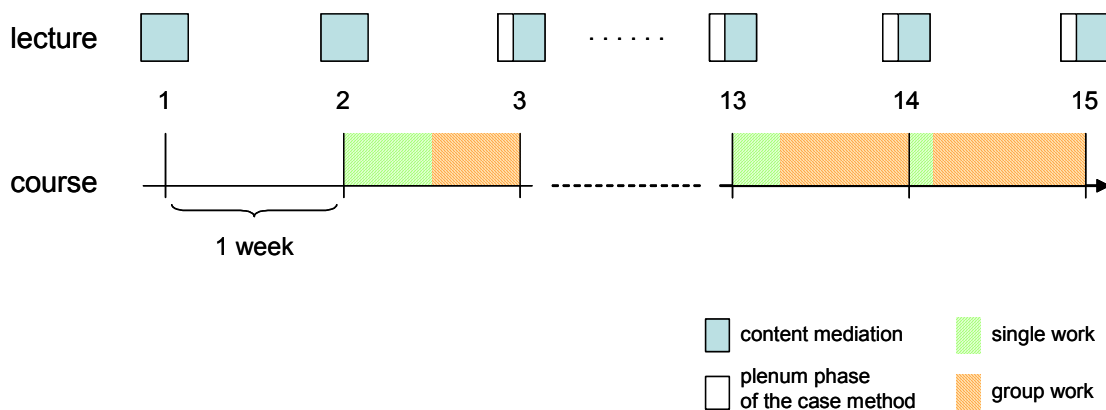 lecture
. . . . . .
1 2 3 13 14 15
course
1 week
content mediation
single work
plenum phase
of the case method
group work